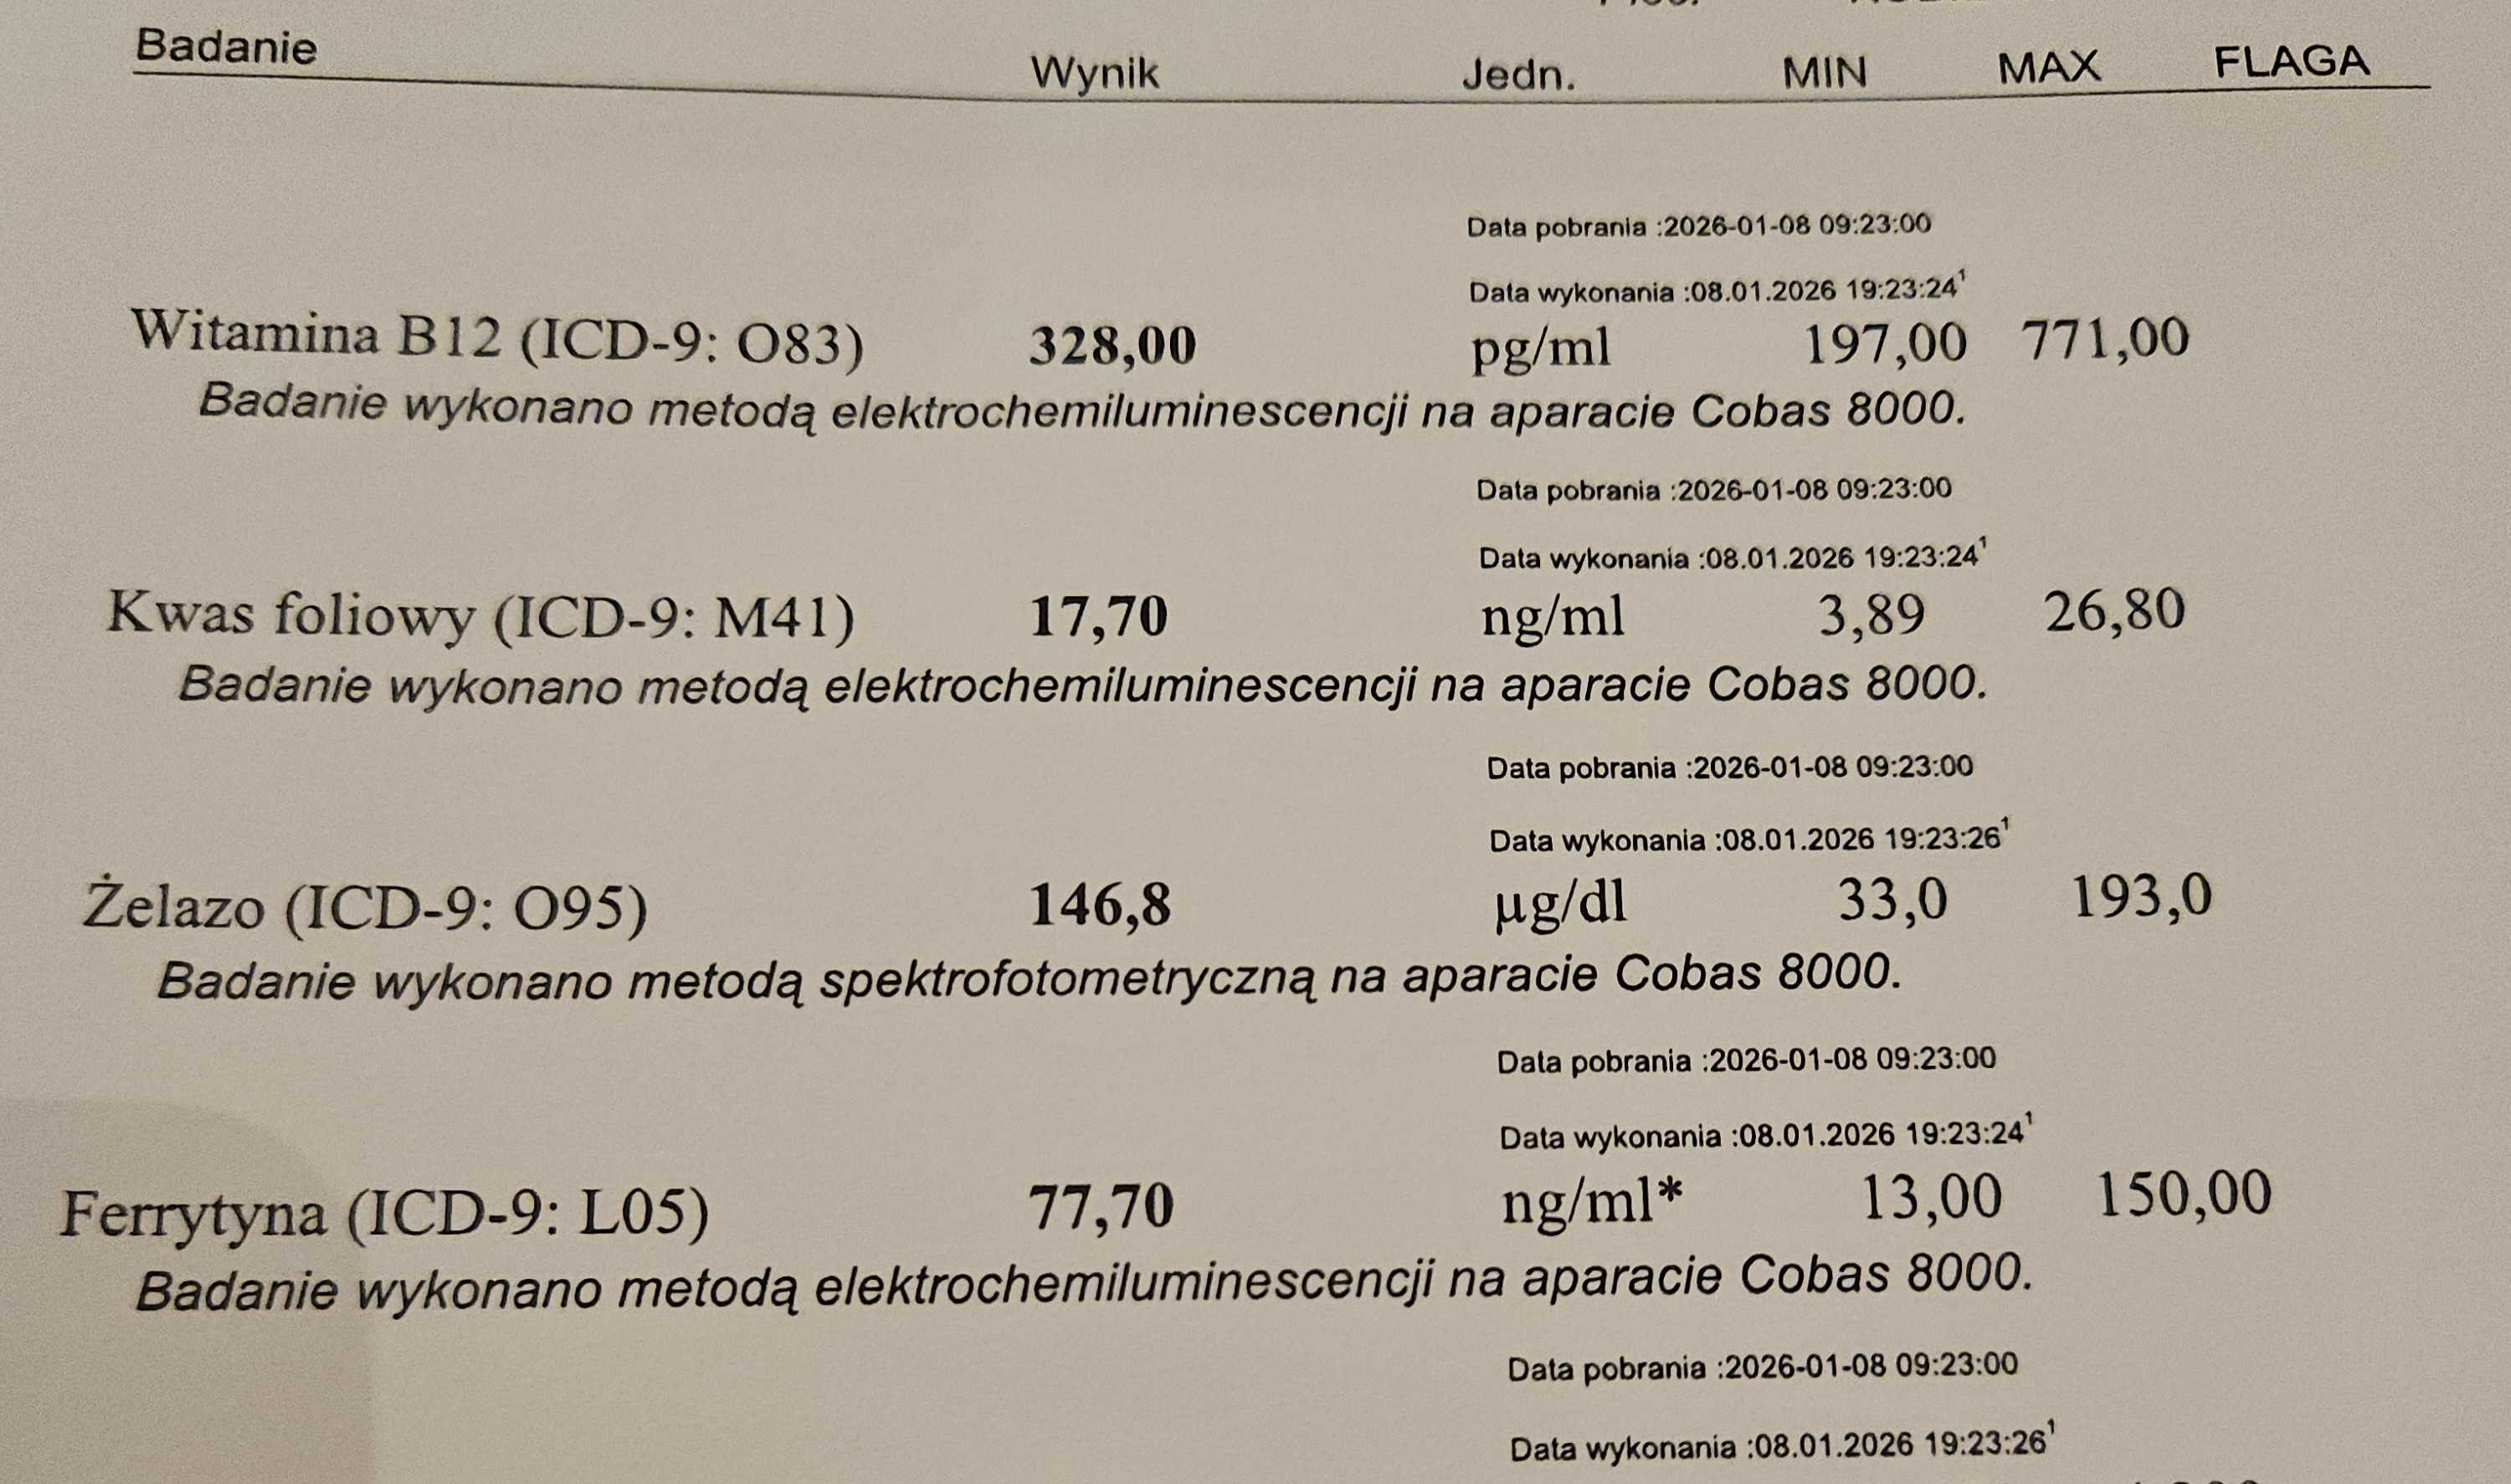 Badanie Wynik Jedn. MIN MAX FLAGA
Data pobrania :2026-01-08 09:23:00
Data wykonania :08.01.2026 19:23:24¹
Witamina B12 (ICD-9: O83) 328,00 pg/ml 197,00 771,00
Badanie wykonano metodą elektrochemiluminescencji na aparacie Cobas 8000.
Data pobrania :2026-01-08 09:23:00
Data wykonania :08.01.2026 19:23:24¹
Kwas foliowy (ICD-9: M41) 17,70 ng/ml 3,89 26,80
Badanie wykonano metodą elektrochemiluminescencji na aparacie Cobas 8000.
Data pobrania :2026-01-08 09:23:00
Data wykonania :08.01.2026 19:23:26¹
Żelazo (ICD-9: O95) 146,8 µg/dl 33,0 193,0
Badanie wykonano metodą spektrofotometryczną na aparacie Cobas 8000.
Data pobrania :2026-01-08 09:23:00
Data wykonania :08.01.2026 19:23:24¹
Ferrytyna (ICD-9: L05) 77,70 ng/ml* 13,00 150,00
Badanie wykonano metodą elektrochemiluminescencji na aparacie Cobas 8000.
Data pobrania :2026-01-08 09:23:00
Data wykonania :08.01.2026 19:23:26¹